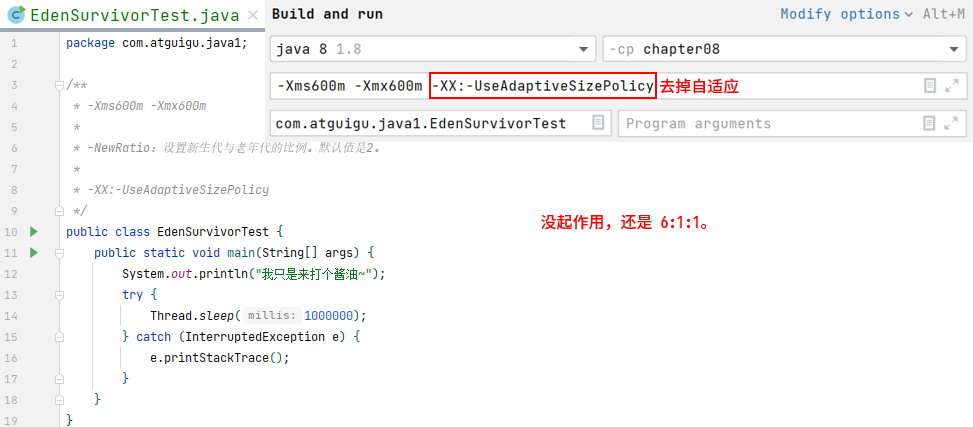 EdenSurvivorTest.java
Build and run
Modify options Alt+M
java 8 1.8
-cp chapter08
-Xms600m -Xmx600m -XX:-UseAdaptiveSizePolicy 去掉自适应
com.atguigu.java1.EdenSurvivorTest
Program arguments
1 package com.atguigu.java1;
2
3 /**
4 * -Xms600m -Xmx600m
5 *
6 * -NewRatio：设置新生代与老年代的比例。默认值是2。
7 *
8 * -XX:-UseAdaptiveSizePolicy
9 */
没起作用，还是 6:1:1。
10 public class EdenSurvivorTest {
11 public static void main(String[] args) {
12 System.out.println("我只是来打个酱油~");
13 try {
14 Thread.sleep( millis: 1000000);
15 } catch (InterruptedException e) {
16 e.printStackTrace();
17 }
18 }
19 }